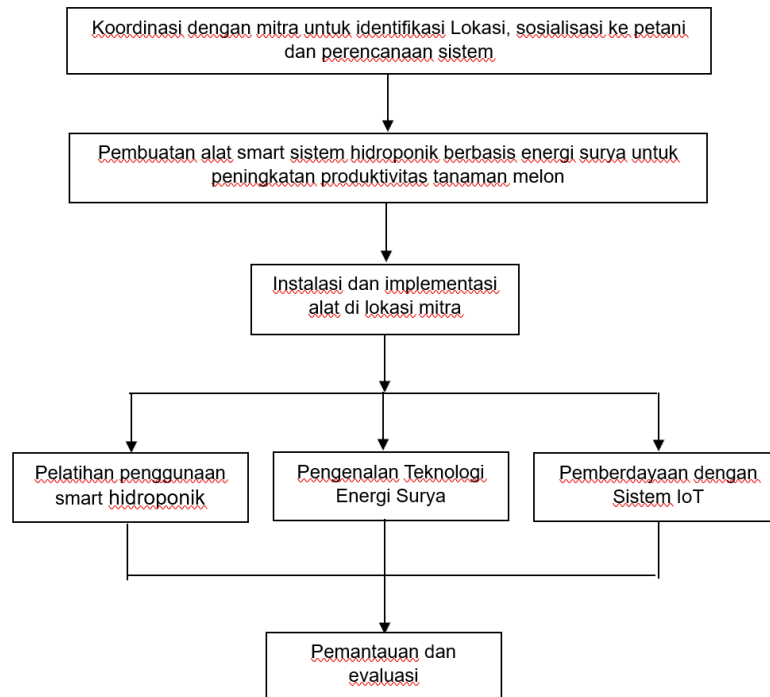 Koordinasi dengan mitra untuk identifikasi Lokasi, sosialisasi ke petani
dan perencanaan sistem
Pembuatan alat smart sistem hidroponik berbasis energi surya untuk
peningkatan produktivitas tanaman melon
Instalasi dan implementasi
alat di lokasi mitra
Pelatihan penggunaan
smart hidroponik
Pengenalan Teknologi
Energi Surya
Pemberdayaan dengan
Sistem IoT
Pemantauan dan
evaluasi